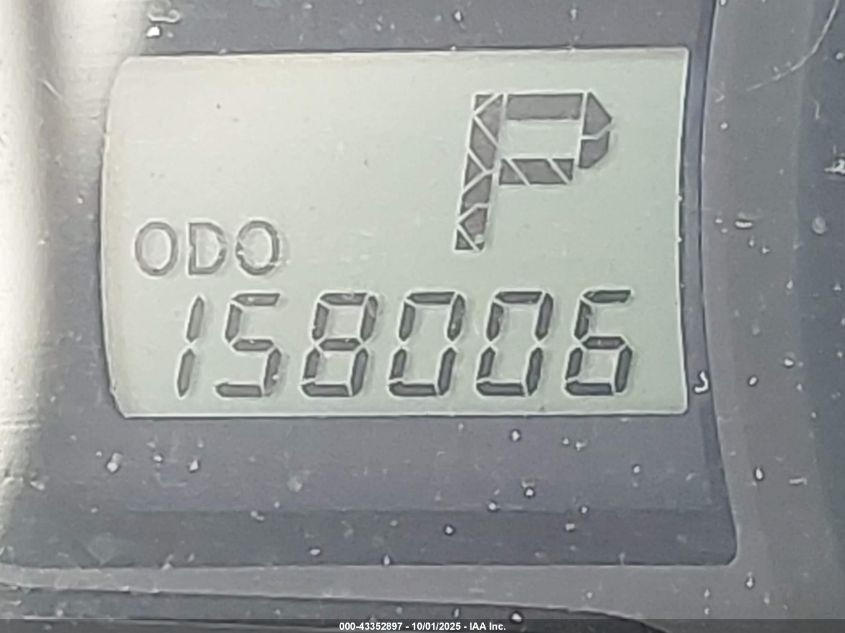 P
ODO
158006
000-43352897 - 10/01/2025 - IAA Inc.